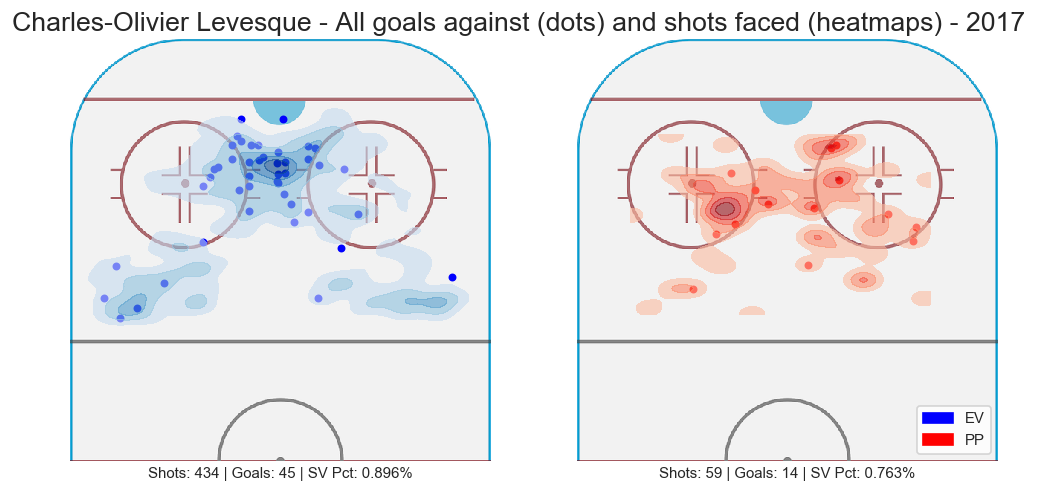 Charles-Olivier Levesque - All goals against (dots) and shots faced (heatmaps) - 2017
EV
PP
Shots: 434 | Goals: 45 | SV Pct: 0.896%
Shots: 59 | Goals: 14 | SV Pct: 0.763%